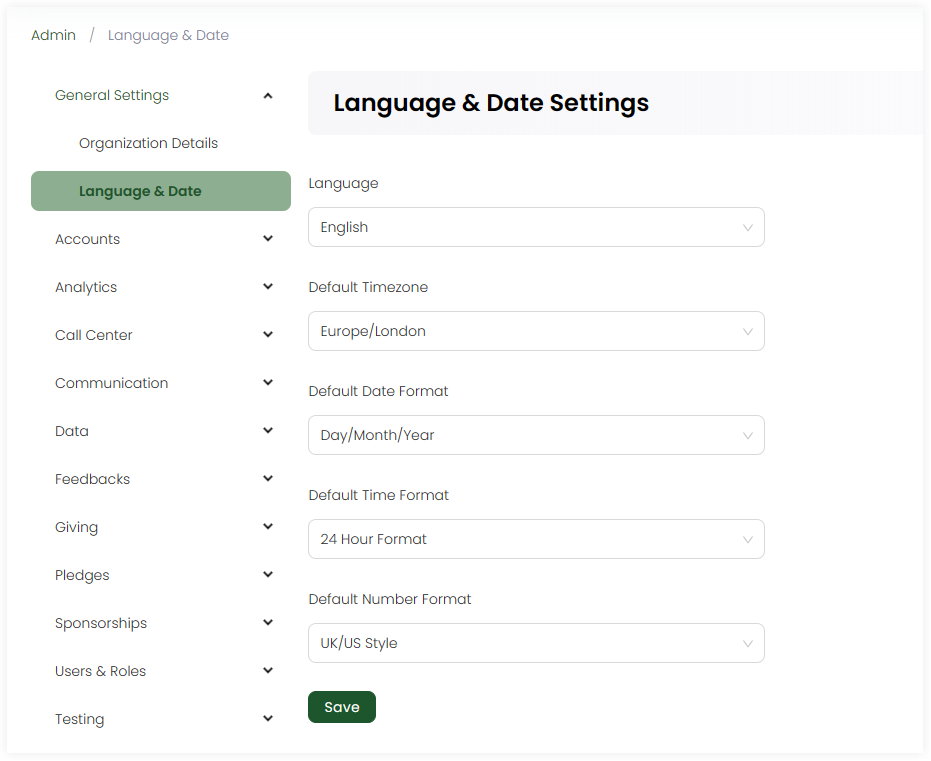 Admin / Language & Date
General Settings
Organization Details
Language & Date
Accounts
Analytics
Call Center
Communication
Data
Feedbacks
Giving
Pledges
Sponsorships
Users & Roles
Testing
Language & Date Settings
Language
English
Default Timezone
Europe/London
Default Date Format
Day/Month/Year
Default Time Format
24 Hour Format
Default Number Format
UK/US Style
Save